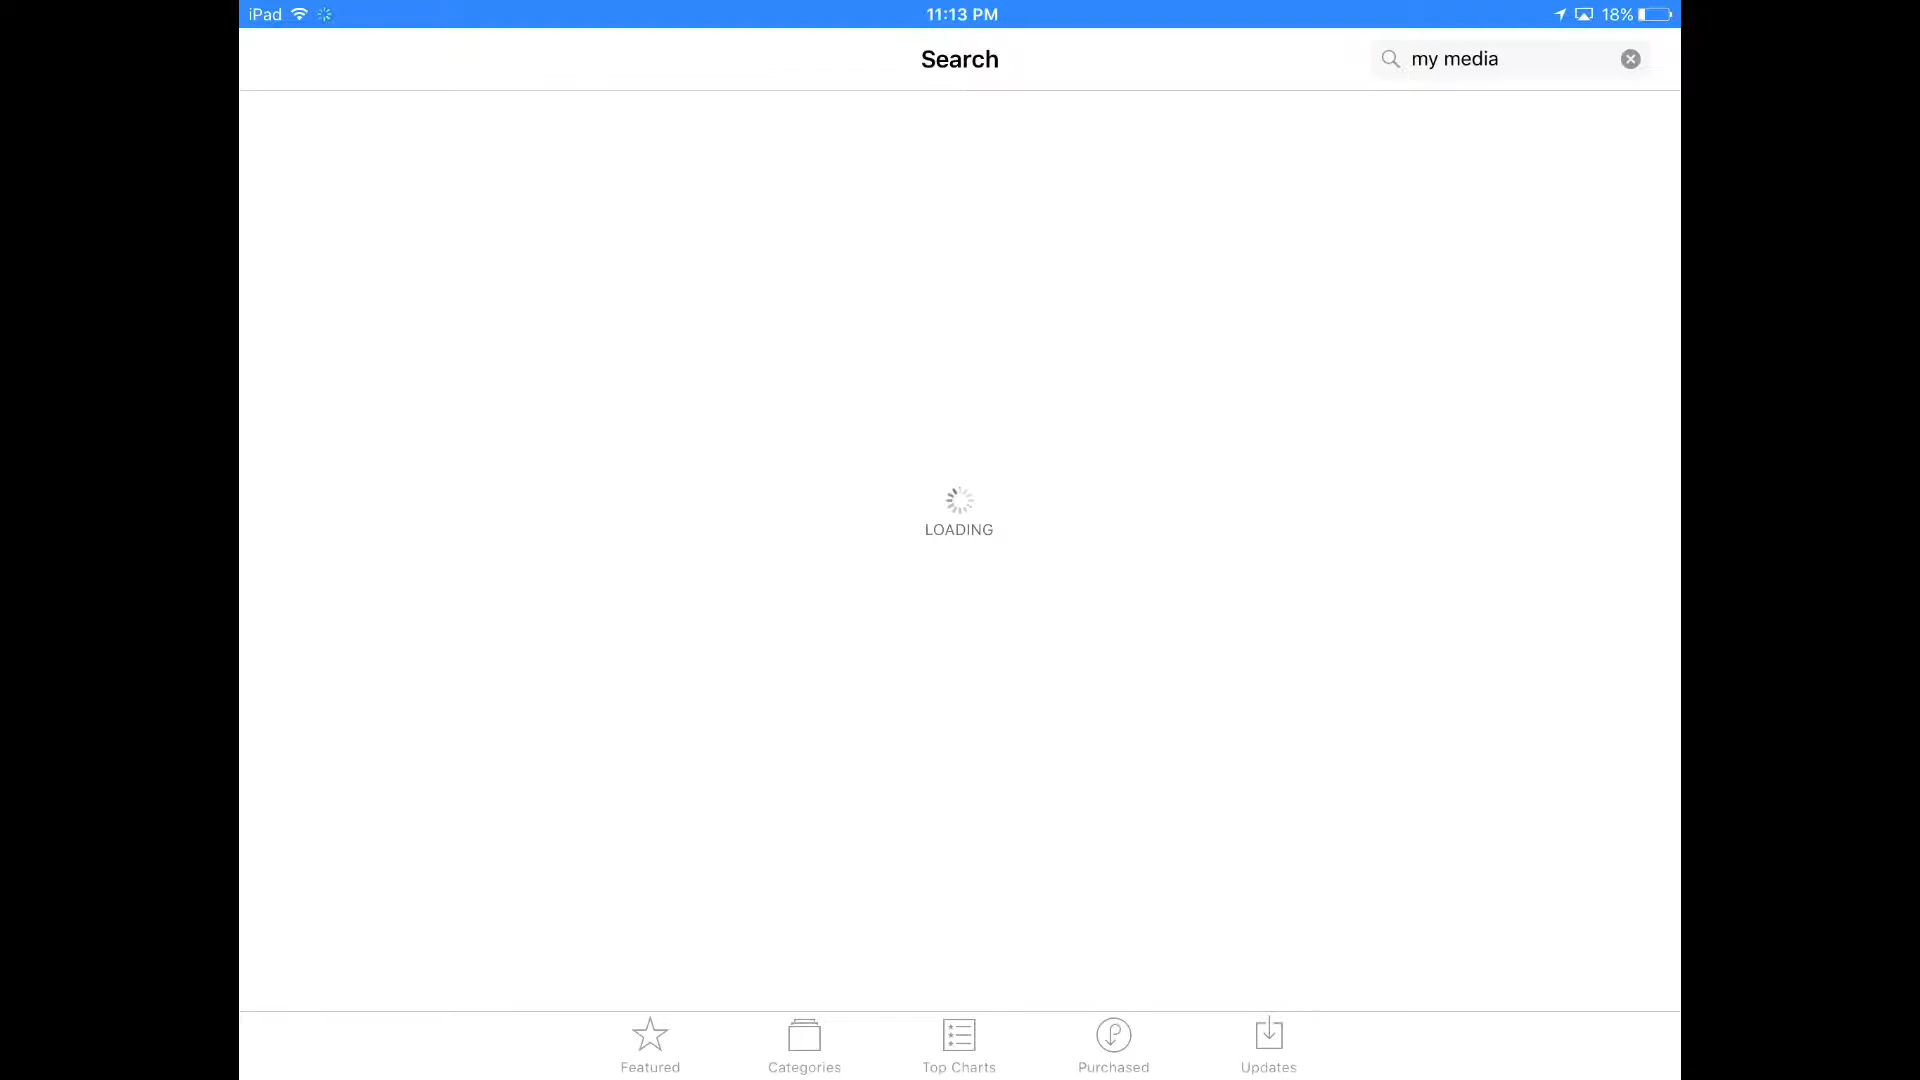 iPad 11:13 PM 18%
Search my media
LOADING
Featured Categories Top Charts Purchased Updates